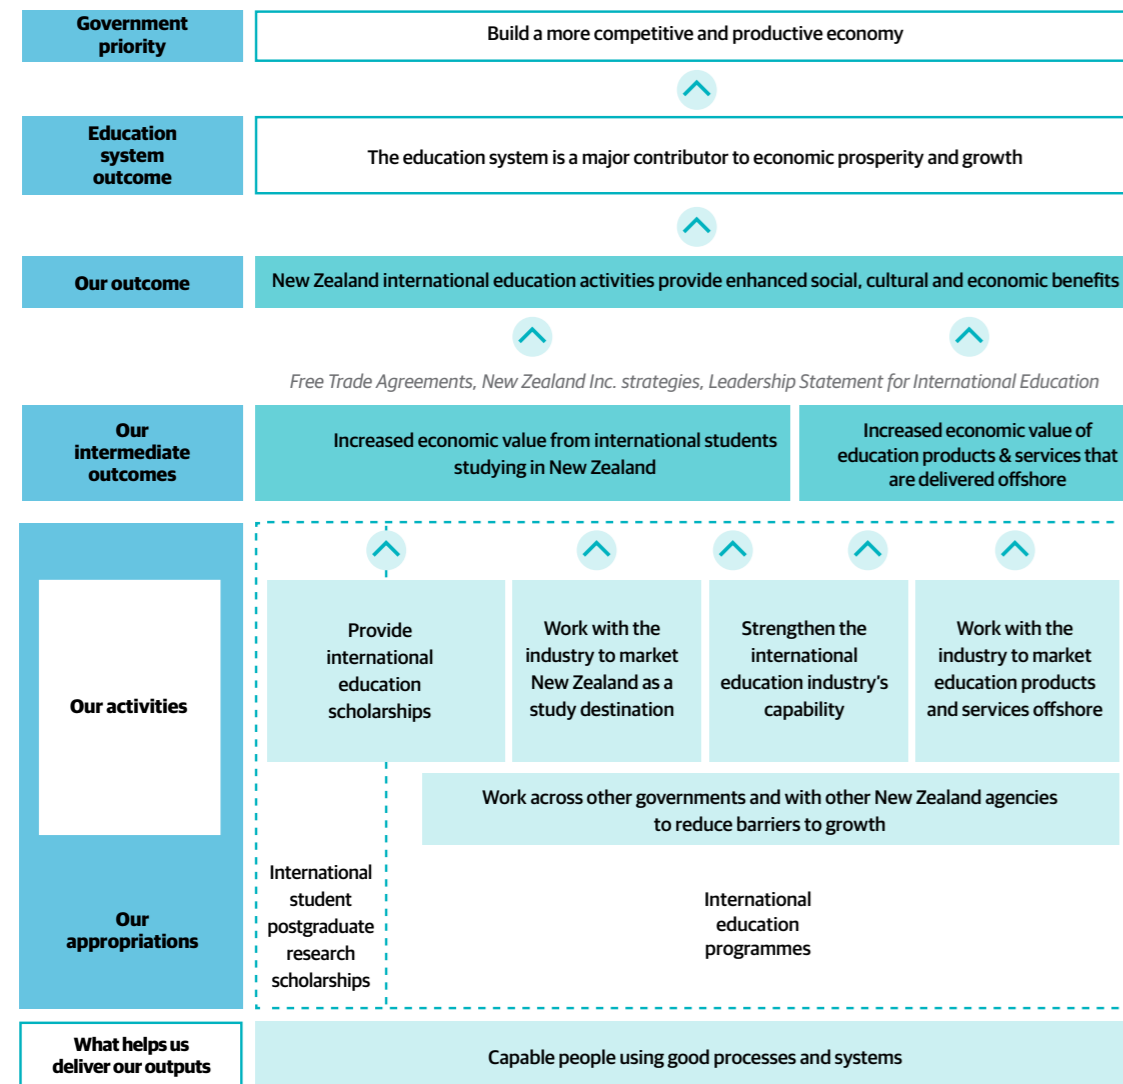 Government
priority
Build a more competitive and productive economy
Education
system
outcome
The education system is a major contributor to economic prosperity and growth
Our outcome
New Zealand international education activities provide enhanced social, cultural and economic benefits
Free Trade Agreements, New Zealand Inc. strategies, Leadership Statement for International Education
Our
intermediate
outcomes
Increased economic value from international students
studying in New Zealand
Increased economic value of
education products & services that
are delivered offshore
Our activities
Provide
international
education
scholarships
Work with the
industry to market
New Zealand as a
study destination
Strengthen the
international
education industry's
capability
Work with the
industry to market
education products
and services offshore
Work across other governments and with other New Zealand agencies
to reduce barriers to growth
Our
appropriations
International
student
postgraduate
research
scholarships
International
education
programmes
What helps us
deliver our outputs
Capable people using good processes and systems